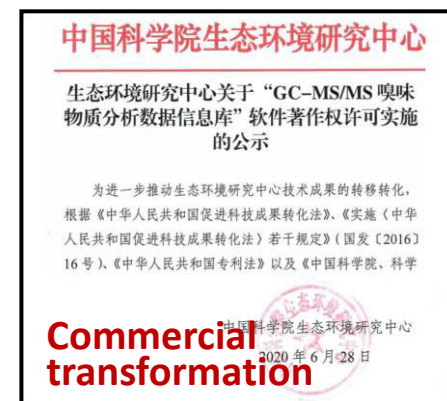 中国科学院生态环境研究中心
生态环境研究中心关于“GC-MS/MS 嗅味
物质分析数据信息库”软件著作权许可实施
的公示
为进一步推动生态环境研究中心技术成果的转移转化，
根据《中华人民共和国促进科技成果转化法》、《实施〈中华
人民共和国促进科技成果转化法〉若干规定》（国发〔2016〕
16 号）、《中华人民共和国专利法》以及《中国科学院、科学
中国科学院生态环境研究中心
2020 年 6 月 28 日
Commercial
transformation